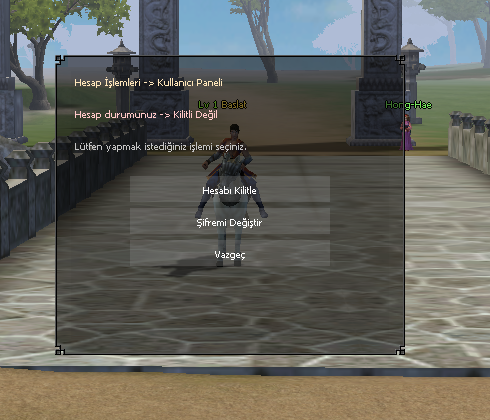 Hesap İşlemleri -> Kullanıcı Paneli
Lv 1 Baslat
Hong-Hae
Hesap durumunuz -> Kilitli Değil
Lütfen yapmak istediğiniz işlemi seçiniz.
Hesabı Kilitle
Şifremi Değiştir
Vazgeç